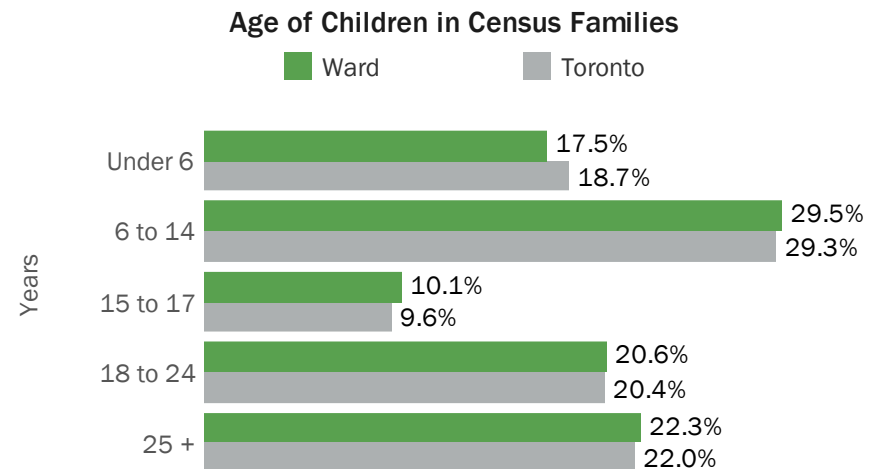 Age of Children in Census Families
Ward Toronto
Under 6 17.5%
18.7%
6 to 14 29.5%
29.3%
Years
15 to 17 10.1%
9.6%
18 to 24 20.6%
20.4%
25 + 22.3%
22.0%